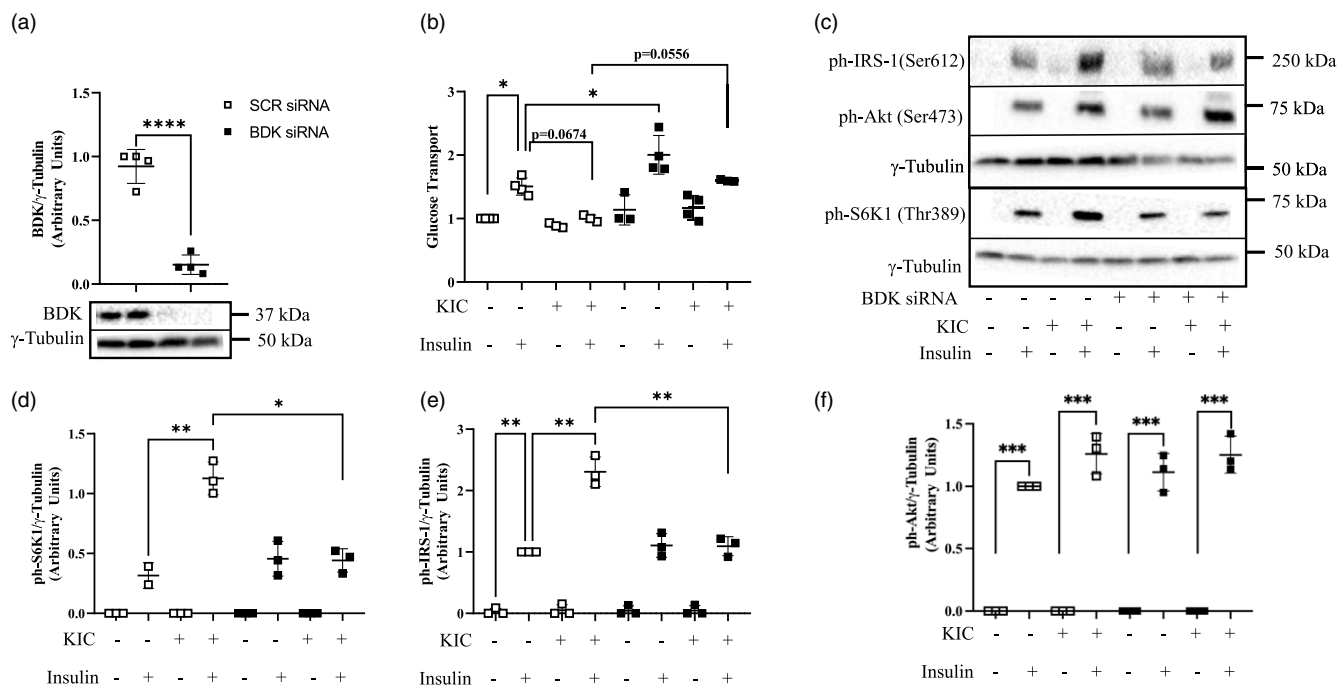 (a)
1.5
1.0
0.5
0.0
BDK/γ-Tubulin
(Arbitrary Units)
****
SCR siRNA
BDK siRNA
BDK
γ-Tubulin
37 kDa
50 kDa
(b)
3
2
1
0
Glucose Transport
*
*
p=0.0674
p=0.0556
KIC - - + + - - + +
Insulin - + - + - + - +
(c)
ph-IRS-1(Ser612)
250 kDa
ph-Akt (Ser473)
75 kDa
γ-Tubulin
50 kDa
ph-S6K1 (Thr389)
75 kDa
γ-Tubulin
50 kDa
BDK siRNA - - - - + + + +
KIC - - + + - - + +
Insulin - + - + - + - +
(d)
1.5
1.0
0.5
0.0
ph-S6K1/γ-Tubulin
(Arbitrary Units)
**
*
KIC - - + + - - + +
Insulin - + - + - + - +
(e)
3
2
1
0
ph-IRS-1/γ-Tubulin
(Arbitrary Units)
**
**
**
KIC - - + + - - + +
Insulin - + - + - + - +
(f)
1.5
1.0
0.5
0.0
ph-Akt/γ-Tubulin
(Arbitrary Units)
***
***
***
***
KIC - - + + - - + +
Insulin - + - + - + - +